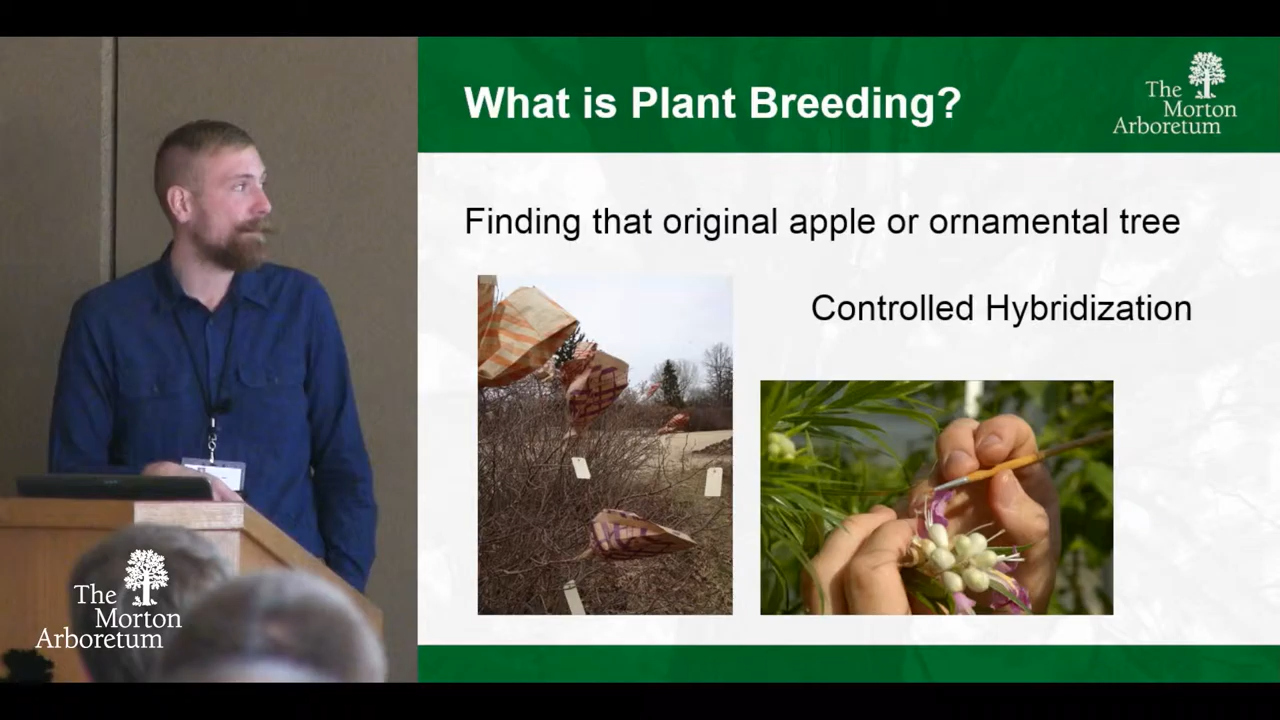 What is Plant Breeding?
The
Morton
Arboretum
Finding that original apple or ornamental tree
Controlled Hybridization
The
Morton
Arboretum